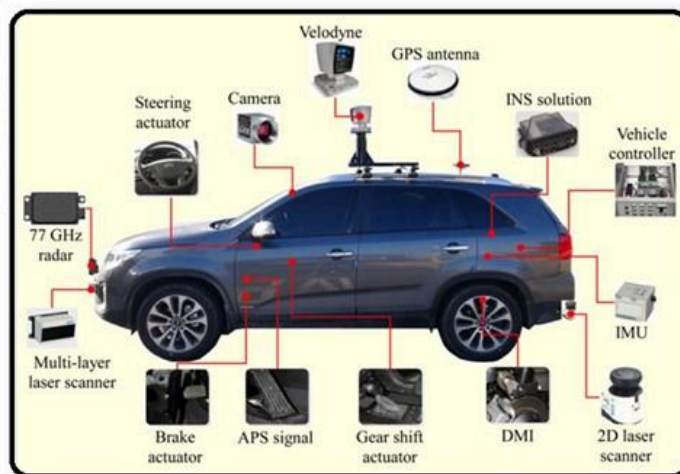 Velodyne
GPS antenna
Steering
actuator
Camera
INS solution
Vehicle
controller
77 GHz
radar
IMU
Multi-layer
laser scanner
Brake
actuator
APS signal
Gear shift
actuator
DMI
2D laser
scanner